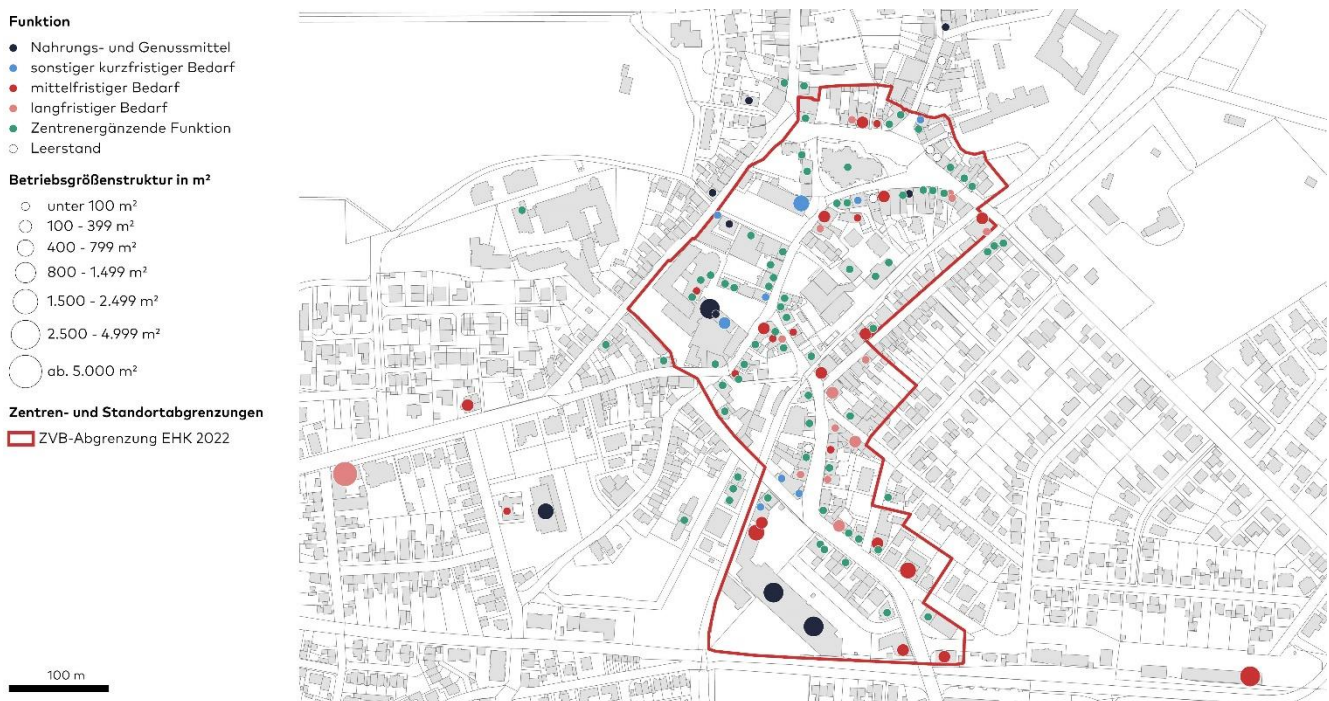 Funktion
Nahrungs- und Genussmittel
sonstiger kurzfristiger Bedarf
mittelfristiger Bedarf
langfristiger Bedarf
Zentrenergänzende Funktion
Leerstand
Betriebsgrößenstruktur in m²
unter 100 m²
100 - 399 m²
400 - 799 m²
800 - 1.499 m²
1.500 - 2.499 m²
2.500 - 4.999 m²
ab. 5.000 m²
Zentren- und Standortabgrenzungen
ZVB-Abgrenzung EHK 2022
100 m